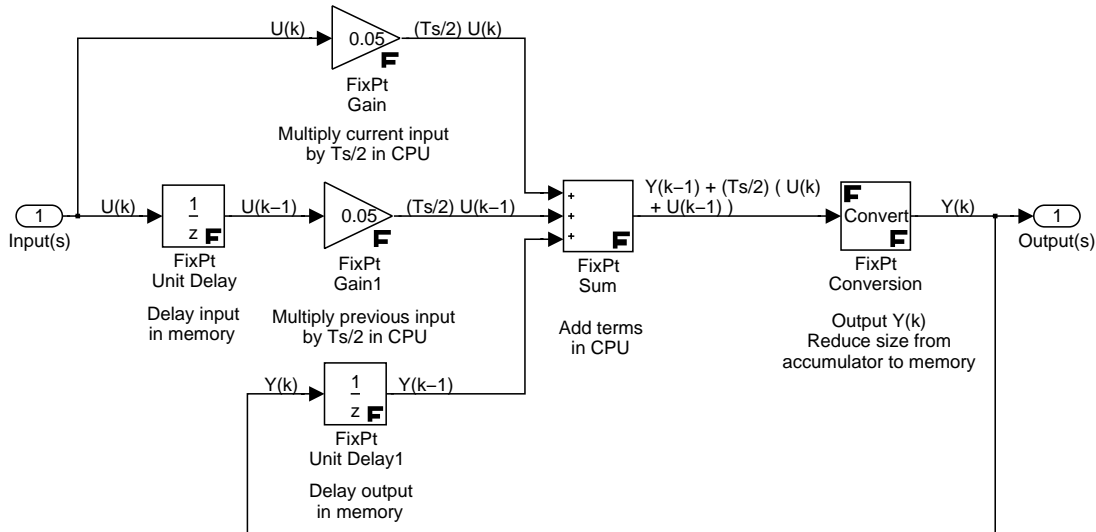 U(k)
0.05
(Ts/2) U(k)
F
FixPt
Gain
Multiply current input
by Ts/2 in CPU
1
Input(s)
U(k)
1
z
F
FixPt
Unit Delay
Delay input
in memory
U(k−1)
0.05
F
FixPt
Gain1
Multiply previous input
by Ts/2 in CPU
(Ts/2) U(k−1)
+
+
+
F
FixPt
Sum
Add terms
in CPU
Y(k−1) + (Ts/2) ( U(k)
+ U(k−1) )
F
Convert
F
FixPt
Conversion
Output Y(k)
Reduce size from
accumulator to memory
Y(k)
1
Output(s)
Y(k)
1
z
F
Y(k−1)
FixPt
Unit Delay1
Delay output
in memory